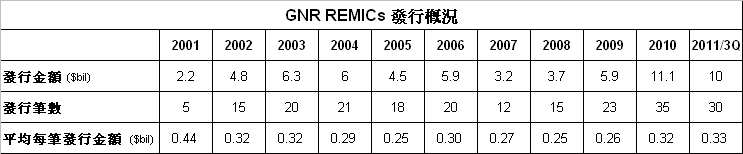 GNR REMICs 發行概況
2001 2002 2003 2004 2005 2006 2007 2008 2009 2010 2011/3Q
發行金額 ($bil) 2.2 4.8 6.3 6 4.5 5.9 3.2 3.7 5.9 11.1 10
發行筆數 5 15 20 21 18 20 12 15 23 35 30
平均每筆發行金額 ($bil) 0.44 0.32 0.32 0.29 0.25 0.30 0.27 0.25 0.26 0.32 0.33